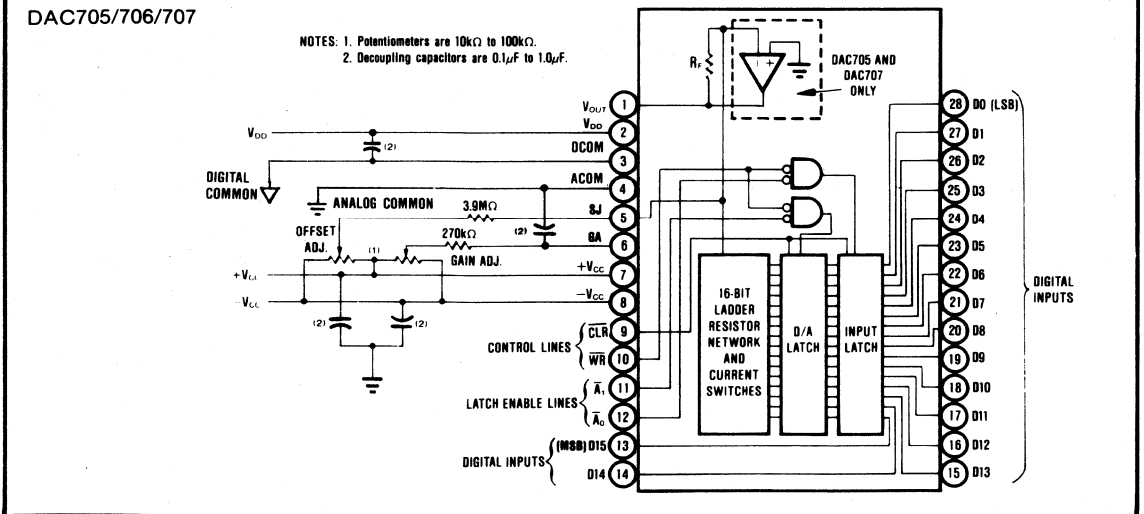 DAC705/706/707
NOTES: 1. Potentiometers are 10kΩ to 100kΩ.
2. Decoupling capacitors are 0.1μF to 1.0μF.
R_F
- +
DAC705 AND
DAC707
ONLY
V_OUT 1
V_DD V_DD 2
(2)
DCOM 3
DIGITAL
COMMON
ACOM 4
ANALOG COMMON
3.9MΩ SJ 5
OFFSET
ADJ.
270kΩ (2) GA 6
(1) GAIN ADJ.
+V_CC +V_CC 7
-V_CC -V_CC 8
(2) (2)
CONTROL LINES
C̅L̅R̅ 9
W̅R̅ 10
LATCH ENABLE LINES
A̅₁ 11
A̅₀ 12
DIGITAL INPUTS
(MSB) D15 13
D14 14
16-BIT
LADDER
RESISTOR
NETWORK
AND
CURRENT
SWITCHES
D/A
LATCH
INPUT
LATCH
28 D0 (LSB)
27 D1
26 D2
25 D3
24 D4
23 D5
22 D6
21 D7
20 D8
19 D9
18 D10
17 D11
16 D12
15 D13
DIGITAL
INPUTS